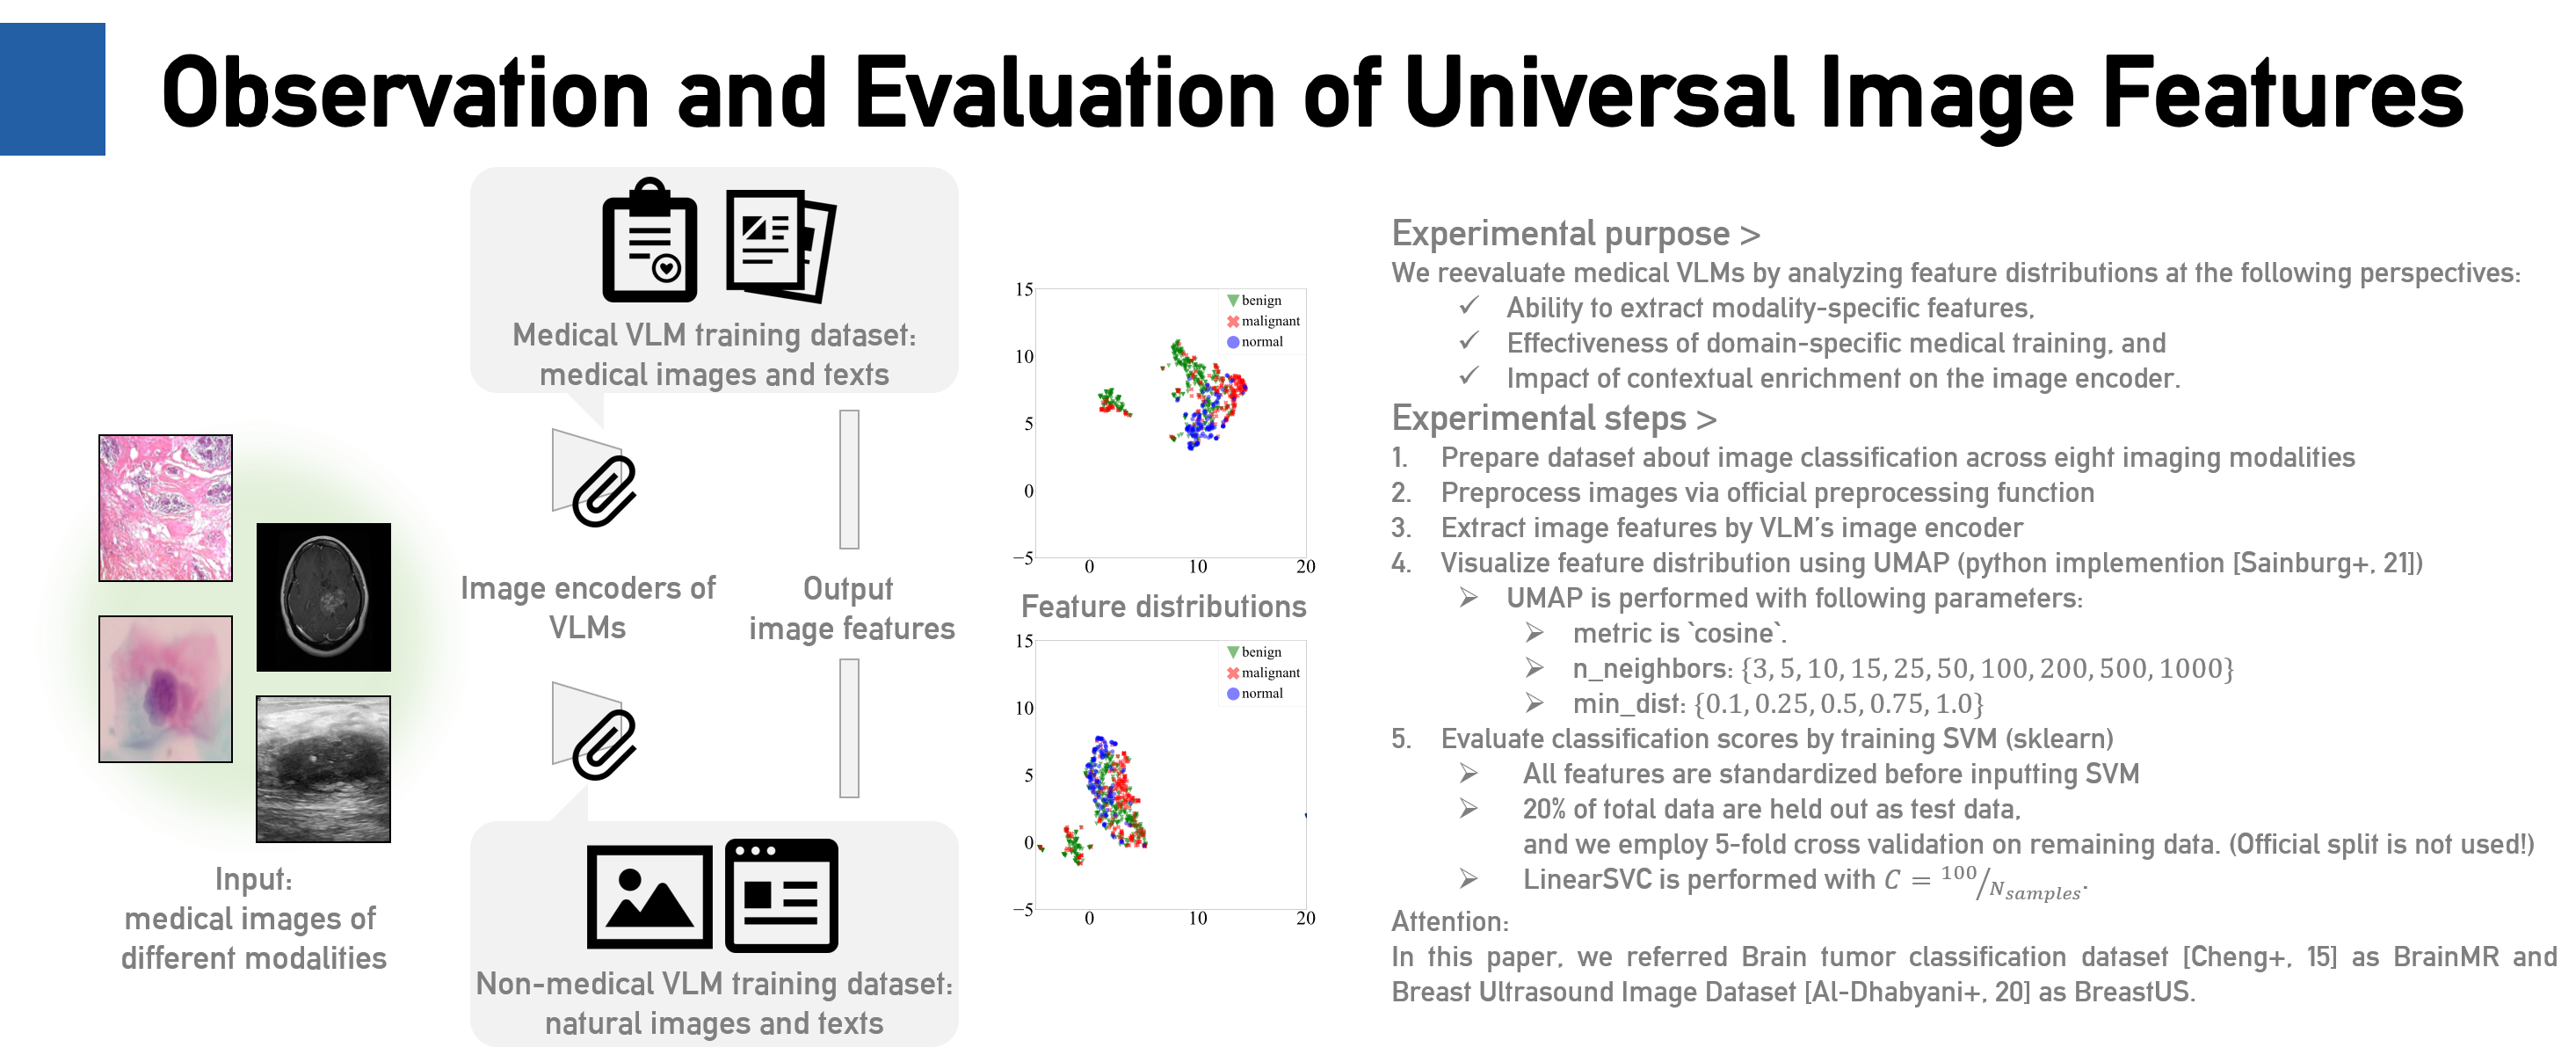 Observation and Evaluation of Universal Image Features
Medical VLM training dataset:
medical images and texts
Image encoders of
VLMs
Output
image features
Input:
medical images of
different modalities
Non-medical VLM training dataset:
natural images and texts
15
10
5
0
−5
0 10 20
benign
malignant
normal
Feature distributions
15
10
5
0
−5
0 10 20
benign
malignant
normal
Experimental purpose >
We reevaluate medical VLMs by analyzing feature distributions at the following perspectives:
✓ Ability to extract modality-specific features,
✓ Effectiveness of domain-specific medical training, and
✓ Impact of contextual enrichment on the image encoder.
Experimental steps >
1. Prepare dataset about image classification across eight imaging modalities
2. Preprocess images via official preprocessing function
3. Extract image features by VLM's image encoder
4. Visualize feature distribution using UMAP (python implemention [Sainburg+, 21])
➢ UMAP is performed with following parameters:
➢ metric is `cosine`.
➢ n_neighbors: {3, 5, 10, 15, 25, 50, 100, 200, 500, 1000}
➢ min_dist: {0.1, 0.25, 0.5, 0.75, 1.0}
5. Evaluate classification scores by training SVM (sklearn)
➢ All features are standardized before inputting SVM
➢ 20% of total data are held out as test data,
and we employ 5-fold cross validation on remaining data. (Official split is not used!)
➢ LinearSVC is performed with C = 100/N_samples.
Attention:
In this paper, we referred Brain tumor classification dataset [Cheng+, 15] as BrainMR and
Breast Ultrasound Image Dataset [Al-Dhabyani+, 20] as BreastUS.